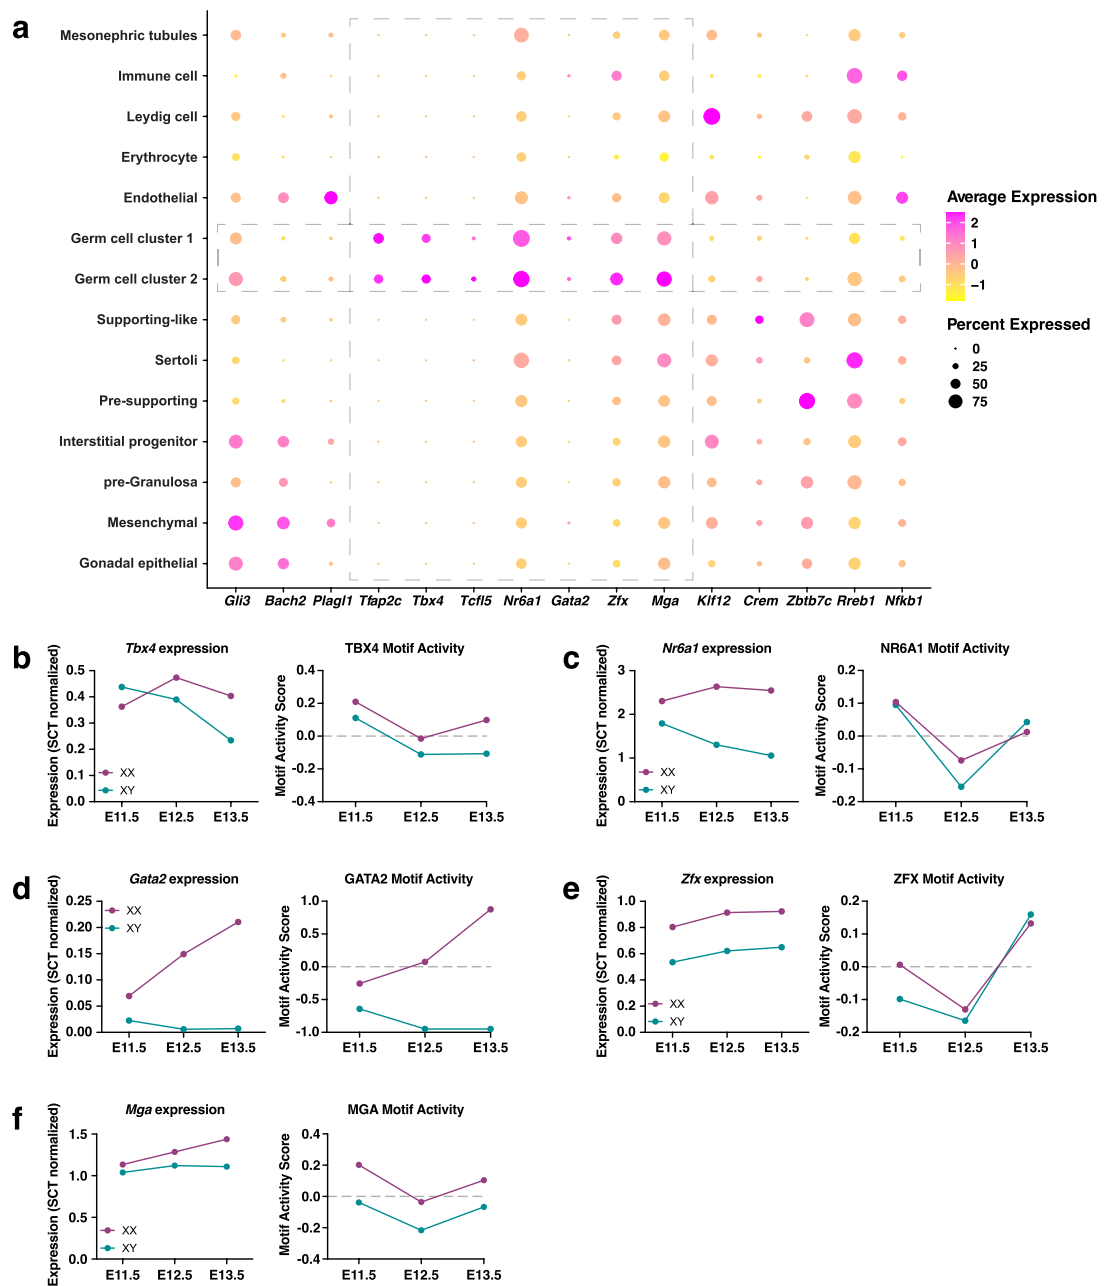 a
Mesonephric tubules
Immune cell
Leydig cell
Erythrocyte
Endothelial
Germ cell cluster 1
Germ cell cluster 2
Supporting-like
Sertoli
Pre-supporting
Interstitial progenitor
pre-Granulosa
Mesenchymal
Gonadal epithelial
Gli3 Bach2 Plagl1 Tfap2c Tbx4 Tcfl5 Nr6a1 Gata2 Zfx Mga Klf12 Crem Zbtb7c Rreb1 Nfkb1
Average Expression
2
1
0
−1
Percent Expressed
0
25
50
75
b
Tbx4 expression
Expression (SCT normalized)
0.5
0.4
0.3
0.2
0.1
0.0
XX
XY
E11.5 E12.5 E13.5
TBX4 Motif Activity
Motif Activity Score
0.4
0.2
0.0
-0.2
-0.4
E11.5 E12.5 E13.5
c
Nr6a1 expression
Expression (SCT normalized)
3
2
1
0
XX
XY
E11.5 E12.5 E13.5
NR6A1 Motif Activity
Motif Activity Score
0.2
0.1
0.0
-0.1
-0.2
E11.5 E12.5 E13.5
d
Gata2 expression
Expression (SCT normalized)
0.25
0.20
0.15
0.10
0.05
0.00
XX
XY
E11.5 E12.5 E13.5
GATA2 Motif Activity
Motif Activity Score
1.0
0.5
0.0
-0.5
-1.0
E11.5 E12.5 E13.5
e
Zfx expression
Expression (SCT normalized)
1.0
0.8
0.6
0.4
0.2
0.0
XX
XY
E11.5 E12.5 E13.5
ZFX Motif Activity
Motif Activity Score
0.2
0.1
0.0
-0.1
-0.2
E11.5 E12.5 E13.5
f
Mga expression
Expression (SCT normalized)
1.5
1.0
0.5
0.0
XX
XY
E11.5 E12.5 E13.5
MGA Motif Activity
Motif Activity Score
0.4
0.2
0.0
-0.2
-0.4
E11.5 E12.5 E13.5